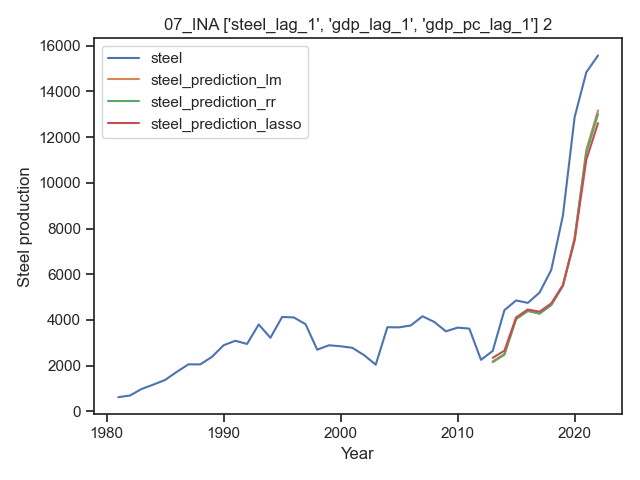 07_INA ['steel_lag_1', 'gdp_lag_1', 'gdp_pc_lag_1'] 2
steel
steel_prediction_lm
steel_prediction_rr
steel_prediction_lasso
Steel production
16000
14000
12000
10000
8000
6000
4000
2000
0
1980
1990
2000
2010
2020
Year